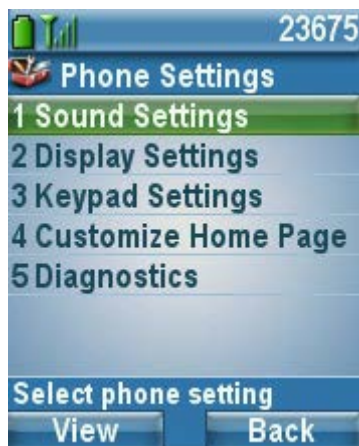 23675
Phone Settings
1 Sound Settings
2 Display Settings
3 Keypad Settings
4 Customize Home Page
5 Diagnostics
Select phone setting
View Back